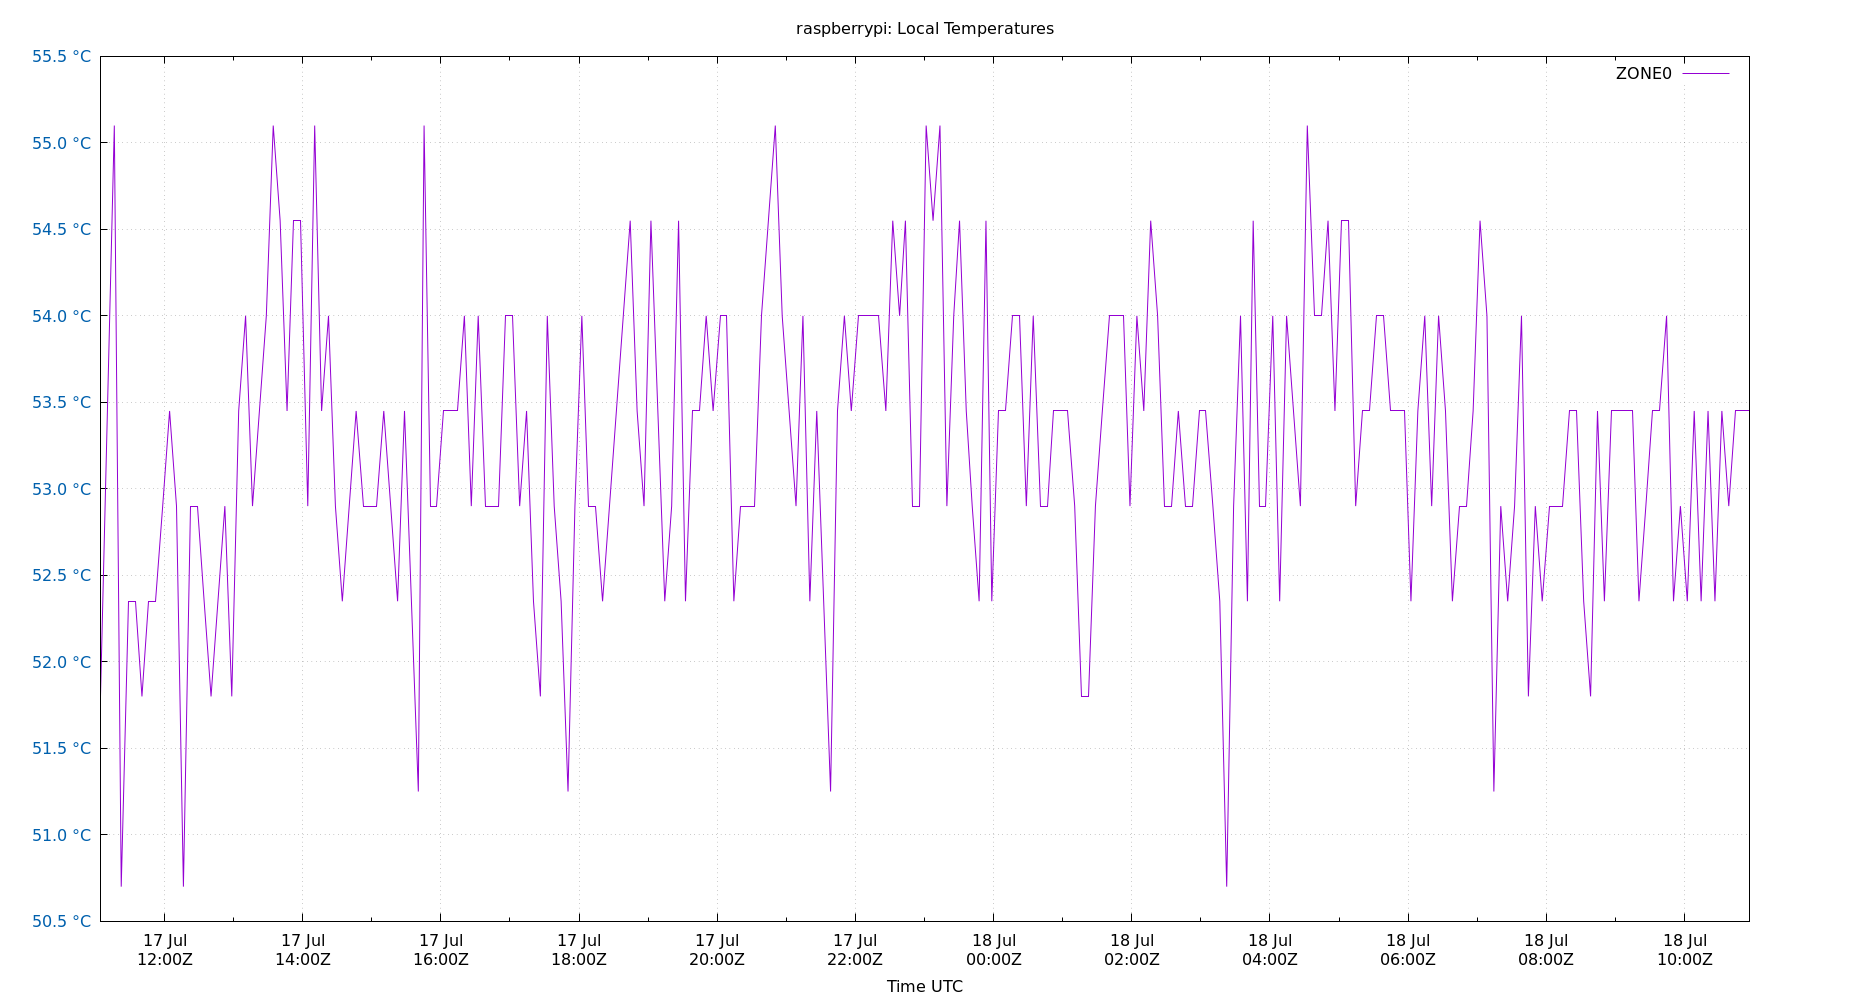 raspberrypi: Local Temperatures
55.5 °C
ZONE0
55.0 °C
54.5 °C
54.0 °C
53.5 °C
53.0 °C
52.5 °C
52.0 °C
51.5 °C
51.0 °C
50.5 °C
17 Jul 17 Jul 17 Jul 17 Jul 17 Jul 17 Jul 18 Jul 18 Jul 18 Jul 18 Jul 18 Jul 18 Jul
12:00Z 14:00Z 16:00Z 18:00Z 20:00Z 22:00Z 00:00Z 02:00Z 04:00Z 06:00Z 08:00Z 10:00Z
Time UTC